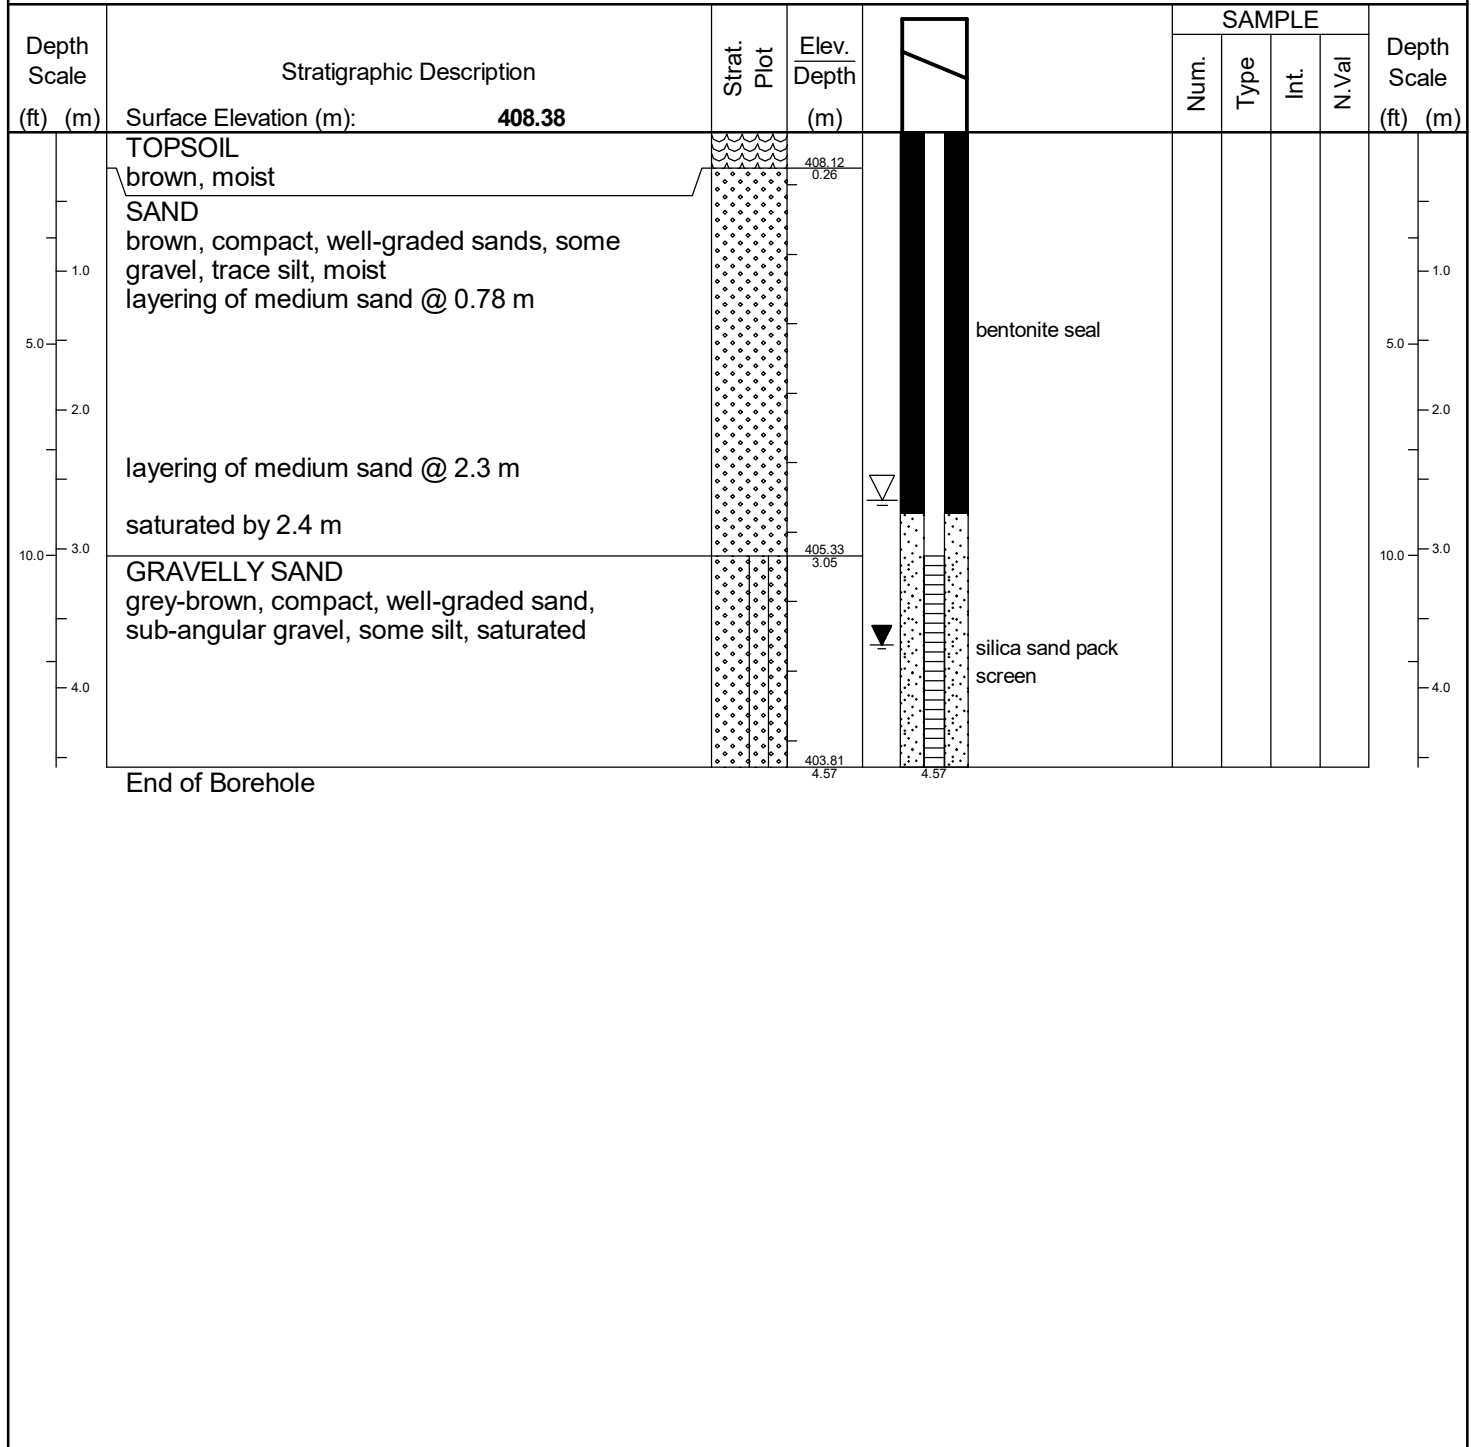 Depth
Scale
(ft) (m)
Stratigraphic Description
Surface Elevation (m): 408.38
Strat.
Plot
Elev.
Depth
(m)
SAMPLE
Num.
Type
Int.
N.Val
Depth
Scale
(ft) (m)
TOPSOIL
brown, moist
408.12
0.26
SAND
brown, compact, well-graded sands, some
gravel, trace silt, moist
layering of medium sand @ 0.78 m
1.0
1.0
bentonite seal
5.0
5.0
2.0
2.0
layering of medium sand @ 2.3 m
saturated by 2.4 m
10.0
3.0
405.33
3.05
10.0
3.0
GRAVELLY SAND
grey-brown, compact, well-graded sand,
sub-angular gravel, some silt, saturated
silica sand pack
screen
4.0
4.0
403.81
4.57
4.57
End of Borehole